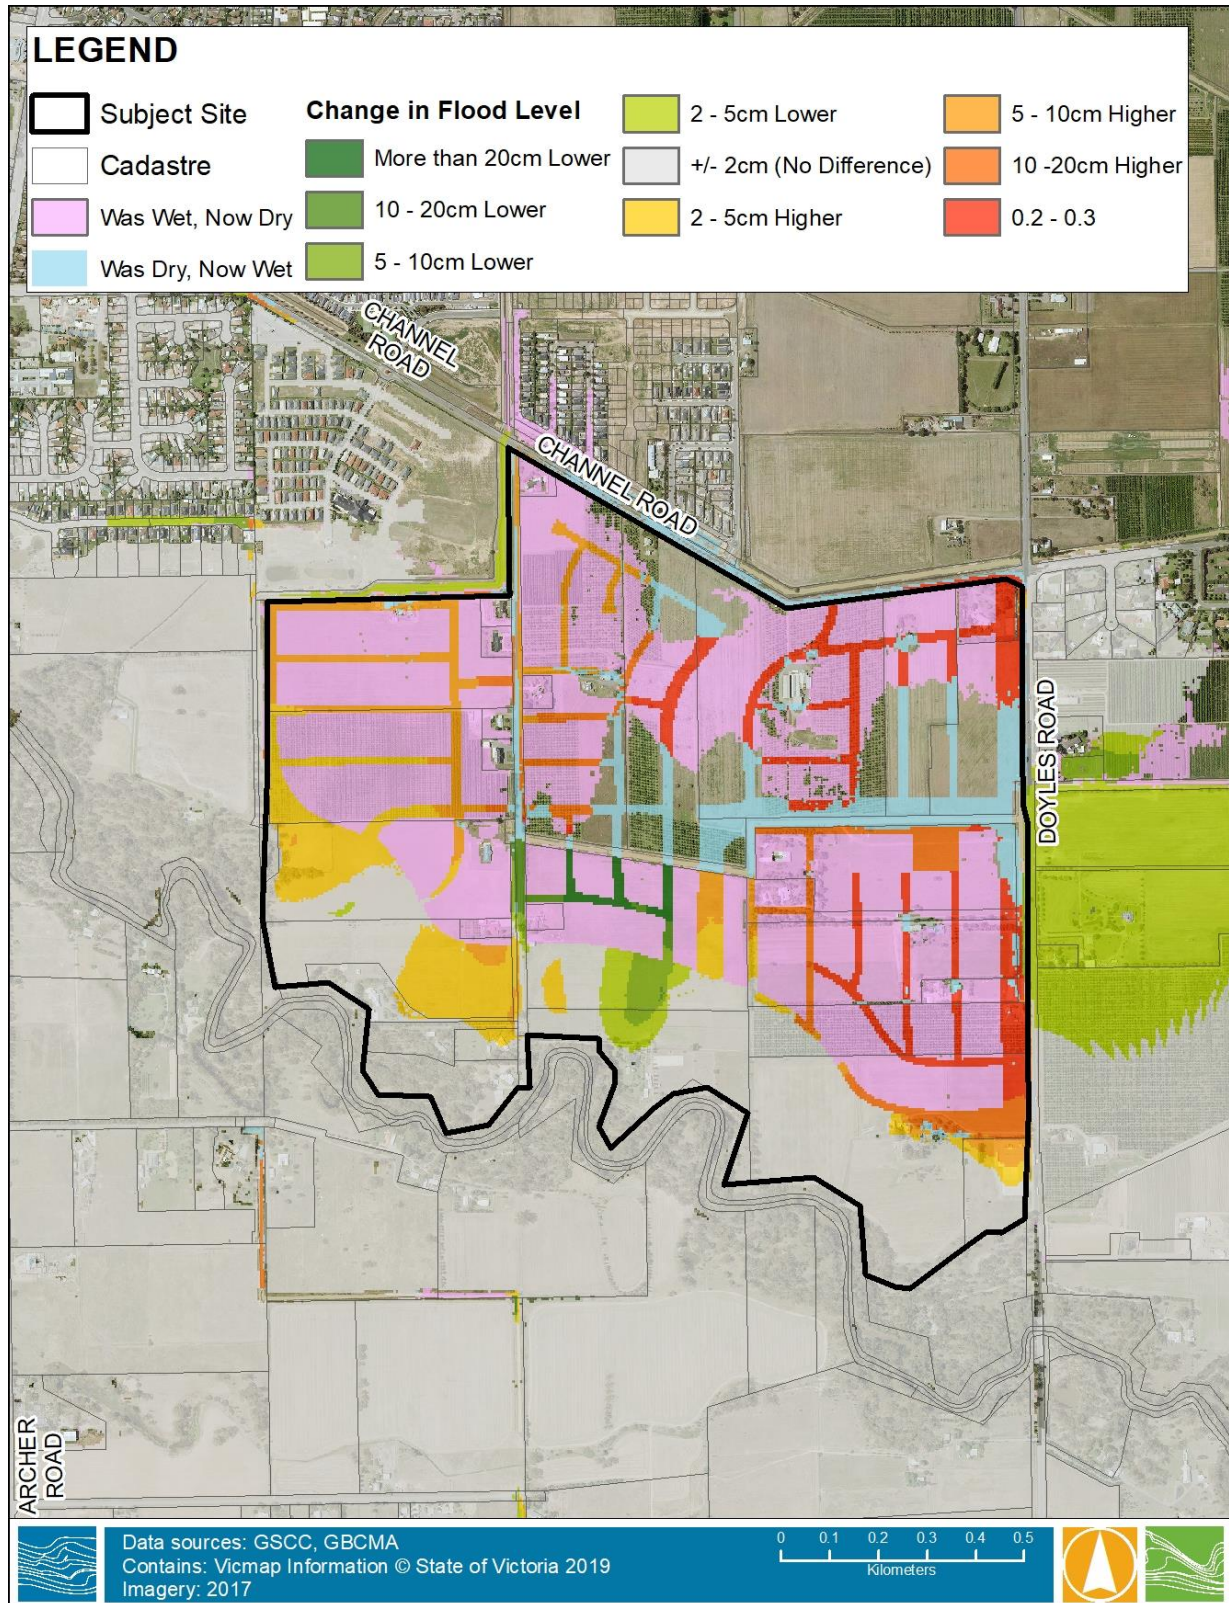 LEGEND
Subject Site
Cadastre
Was Wet, Now Dry
Was Dry, Now Wet
Change in Flood Level
More than 20cm Lower
10 - 20cm Lower
5 - 10cm Lower
2 - 5cm Lower
+/- 2cm (No Difference)
2 - 5cm Higher
5 - 10cm Higher
10 -20cm Higher
0.2 - 0.3
CHANNEL
ROAD
CHANNEL ROAD
DOYLES ROAD
ARCHER
ROAD
Data sources: GSCC, GBCMA
Contains: Vicmap Information © State of Victoria 2019
Imagery: 2017
0 0.1 0.2 0.3 0.4 0.5
Kilometers